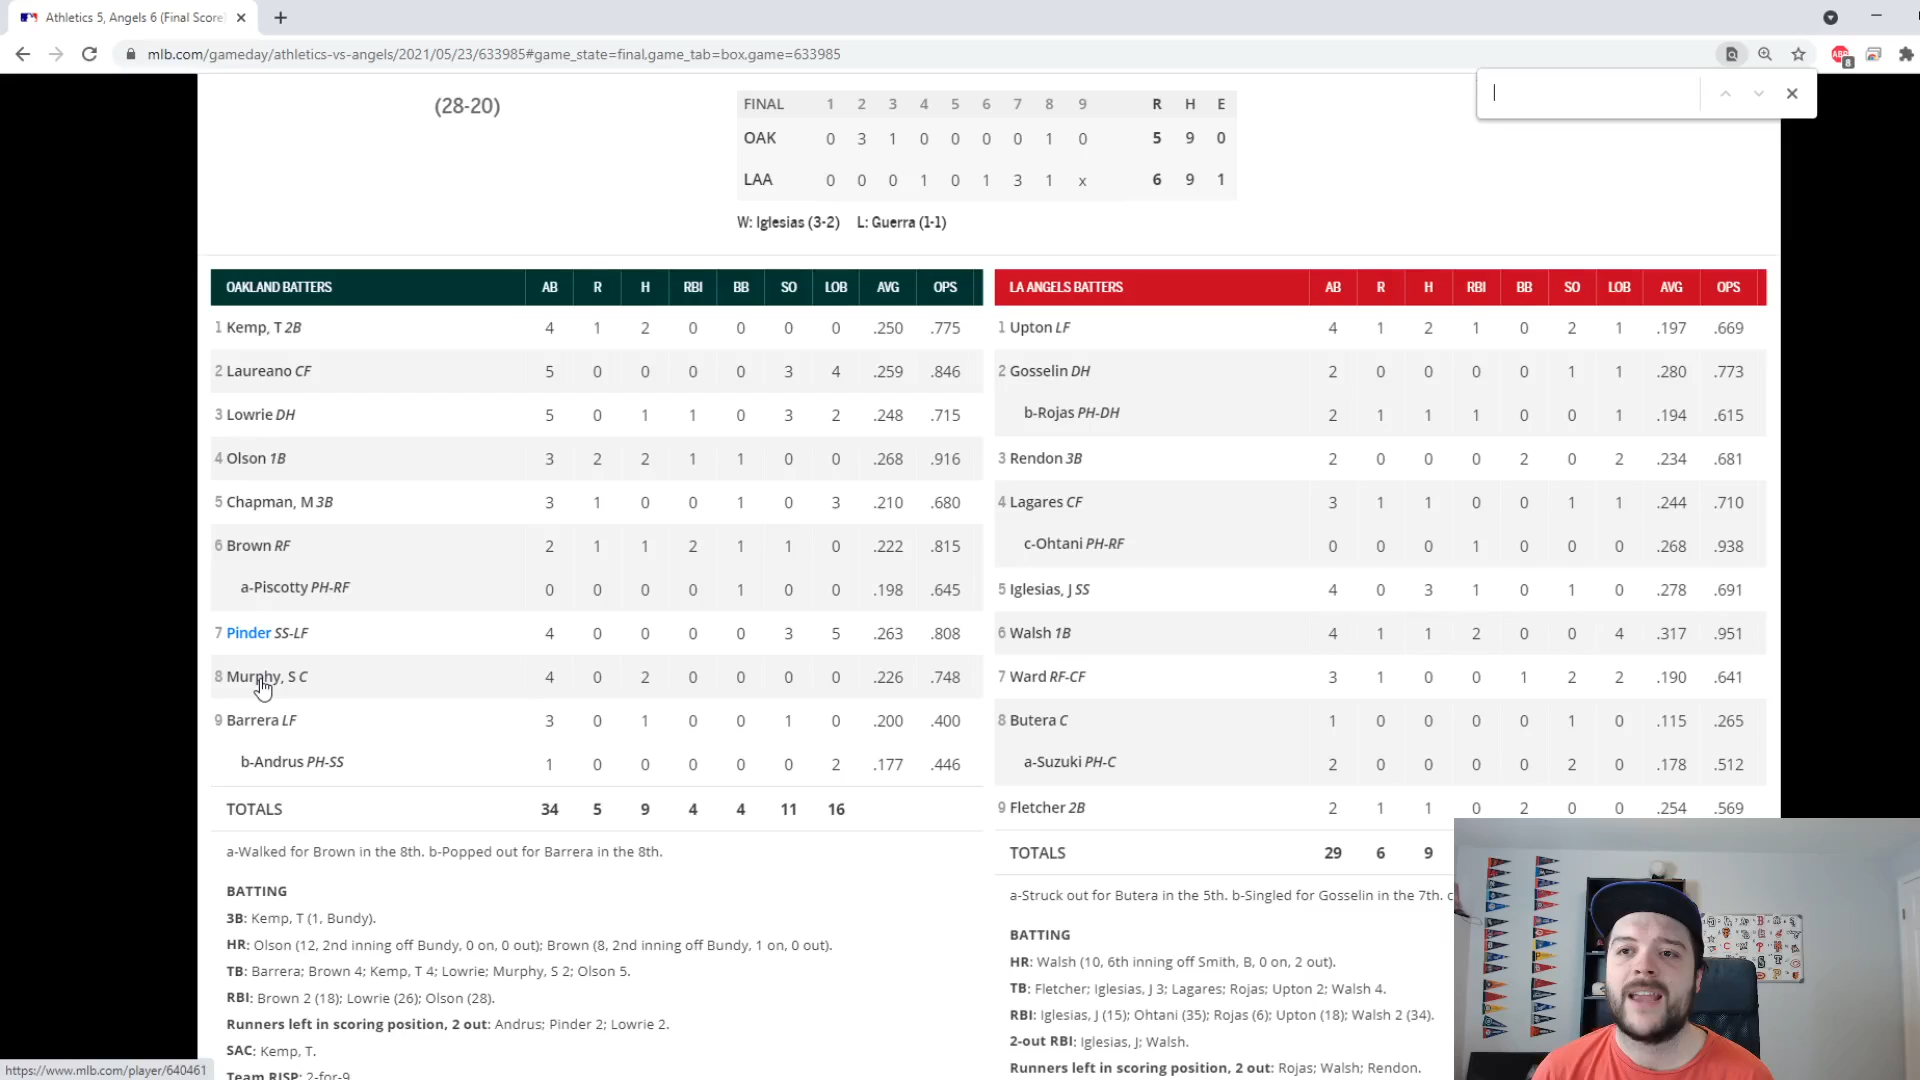 Athletics 5, Angels 6 (Final Score)
mlb.com/gameday/athletics-vs-angels/2021/05/23/633985#game_state=final,game_tab=box,game=633985
8
(28-20)
FINAL 1 2 3 4 5 6 7 8 9 R H E
OAK 0 3 1 0 0 0 0 1 0 5 9 0
LAA 0 0 0 1 0 1 3 1 x 6 9 1
W: Iglesias (3-2) L: Guerra (1-1)
OAKLAND BATTERS AB R H RBI BB SO LOB AVG OPS
1 Kemp, T 2B 4 1 2 0 0 0 0 .250 .775
2 Laureano CF 5 0 0 0 0 3 4 .259 .846
3 Lowrie DH 5 0 1 1 0 3 2 .248 .715
4 Olson 1B 3 2 2 1 1 0 0 .268 .916
5 Chapman, M 3B 3 1 0 0 1 0 3 .210 .680
6 Brown RF 2 1 1 2 1 1 0 .222 .815
a-Piscotty PH-RF 0 0 0 0 1 0 0 .198 .645
7 Pinder SS-LF 4 0 0 0 0 3 5 .263 .808
8 Murphy, S C 4 0 2 0 0 0 0 .226 .748
9 Barrera LF 3 0 1 0 0 1 0 .200 .400
b-Andrus PH-SS 1 0 0 0 0 0 2 .177 .446
TOTALS 34 5 9 4 4 11 16
a-Walked for Brown in the 8th. b-Popped out for Barrera in the 8th.
BATTING
3B: Kemp, T (1, Bundy).
HR: Olson (12, 2nd inning off Bundy, 0 on, 0 out); Brown (8, 2nd inning off Bundy, 1 on, 0 out).
TB: Barrera; Brown 4; Kemp, T 4; Lowrie; Murphy, S 2; Olson 5.
RBI: Brown 2 (18); Lowrie (26); Olson (28).
Runners left in scoring position, 2 out: Andrus; Pinder 2; Lowrie 2.
SAC: Kemp, T.
Team RISP: 2-for-9.
LA ANGELS BATTERS AB R H RBI BB SO LOB AVG OPS
1 Upton LF 4 1 2 1 0 2 1 .197 .669
2 Gosselin DH 2 0 0 0 0 1 1 .280 .773
b-Rojas PH-DH 2 1 1 1 0 0 1 .194 .615
3 Rendon 3B 2 0 0 0 2 0 2 .234 .681
4 Lagares CF 3 1 1 0 0 1 1 .244 .710
c-Ohtani PH-RF 0 0 0 1 0 0 0 .268 .938
5 Iglesias, J SS 4 0 3 1 0 1 0 .278 .691
6 Walsh 1B 4 1 1 2 0 0 4 .317 .951
7 Ward RF-CF 3 1 0 0 1 2 2 .190 .641
8 Butera C 1 0 0 0 0 1 0 .115 .265
a-Suzuki PH-C 2 0 0 0 0 2 0 .178 .512
9 Fletcher 2B 2 1 1 0 2 0 0 .254 .569
TOTALS 29 6 9
a-Struck out for Butera in the 5th. b-Singled for Gosselin in the 7th. c
BATTING
HR: Walsh (10, 6th inning off Smith, B, 0 on, 2 out).
TB: Fletcher; Iglesias, J 3; Lagares; Rojas; Upton 2; Walsh 4.
RBI: Iglesias, J (15); Ohtani (35); Rojas (6); Upton (18); Walsh 2 (34).
2-out RBI: Iglesias, J; Walsh.
Runners left in scoring position, 2 out: Rojas; Walsh; Rendon.
https://www.mlb.com/player/640461